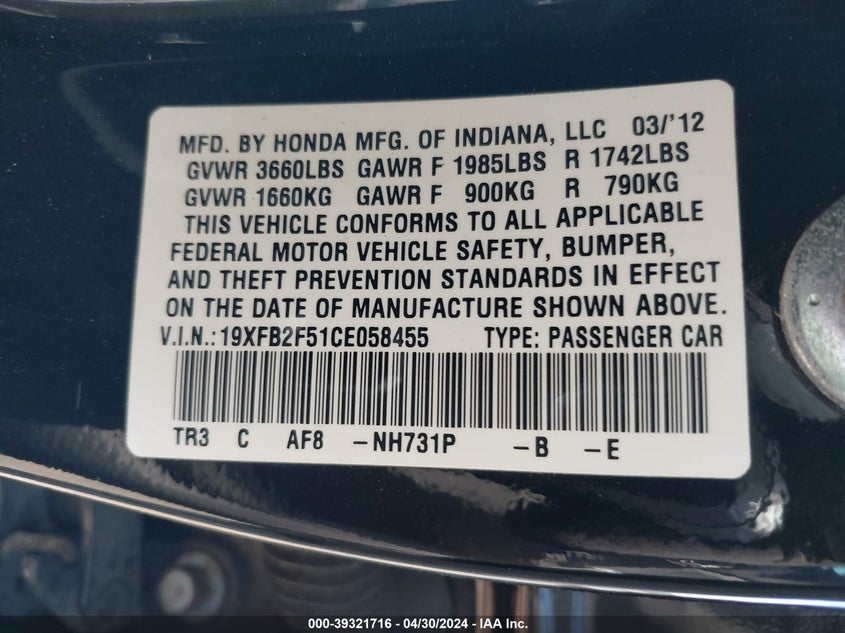 MFD. BY HONDA MFG. OF INDIANA, LLC 03/'12
GVWR 3660LBS GAWR F 1985LBS R 1742LBS
GVWR 1660KG GAWR F 900KG R 790KG
THIS VEHICLE CONFORMS TO ALL APPLICABLE
FEDERAL MOTOR VEHICLE SAFETY, BUMPER,
AND THEFT PREVENTION STANDARDS IN EFFECT
ON THE DATE OF MANUFACTURE SHOWN ABOVE.
V.I.N.:19XFB2F51CE058455 TYPE: PASSENGER CAR
TR3 C AF8 -NH731P -B -E
000-39321716 - 04/30/2024 - IAA Inc.